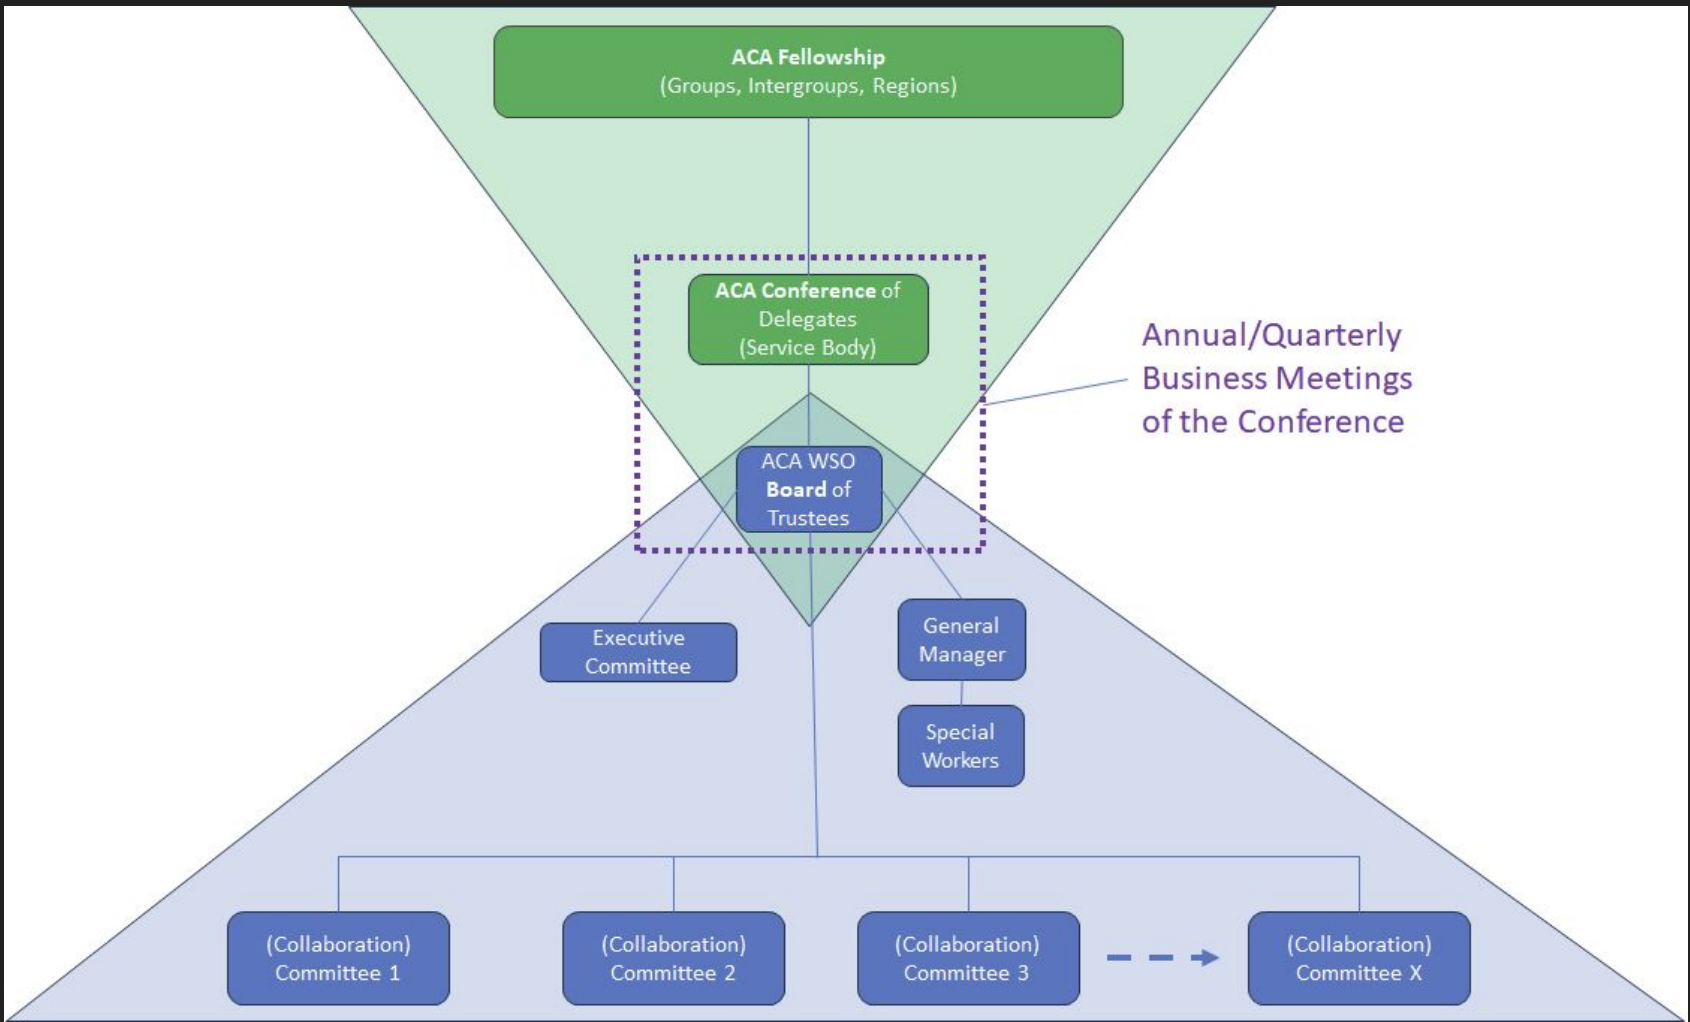 ACA Fellowship
(Groups, Intergroups, Regions)
ACA Conference of
Delegates
(Service Body)
Annual/Quarterly
Business Meetings
of the Conference
ACA WSO
Board of
Trustees
Executive
Committee
General
Manager
Special
Workers
(Collaboration)
Committee 1
(Collaboration)
Committee 2
(Collaboration)
Committee 3
(Collaboration)
Committee X